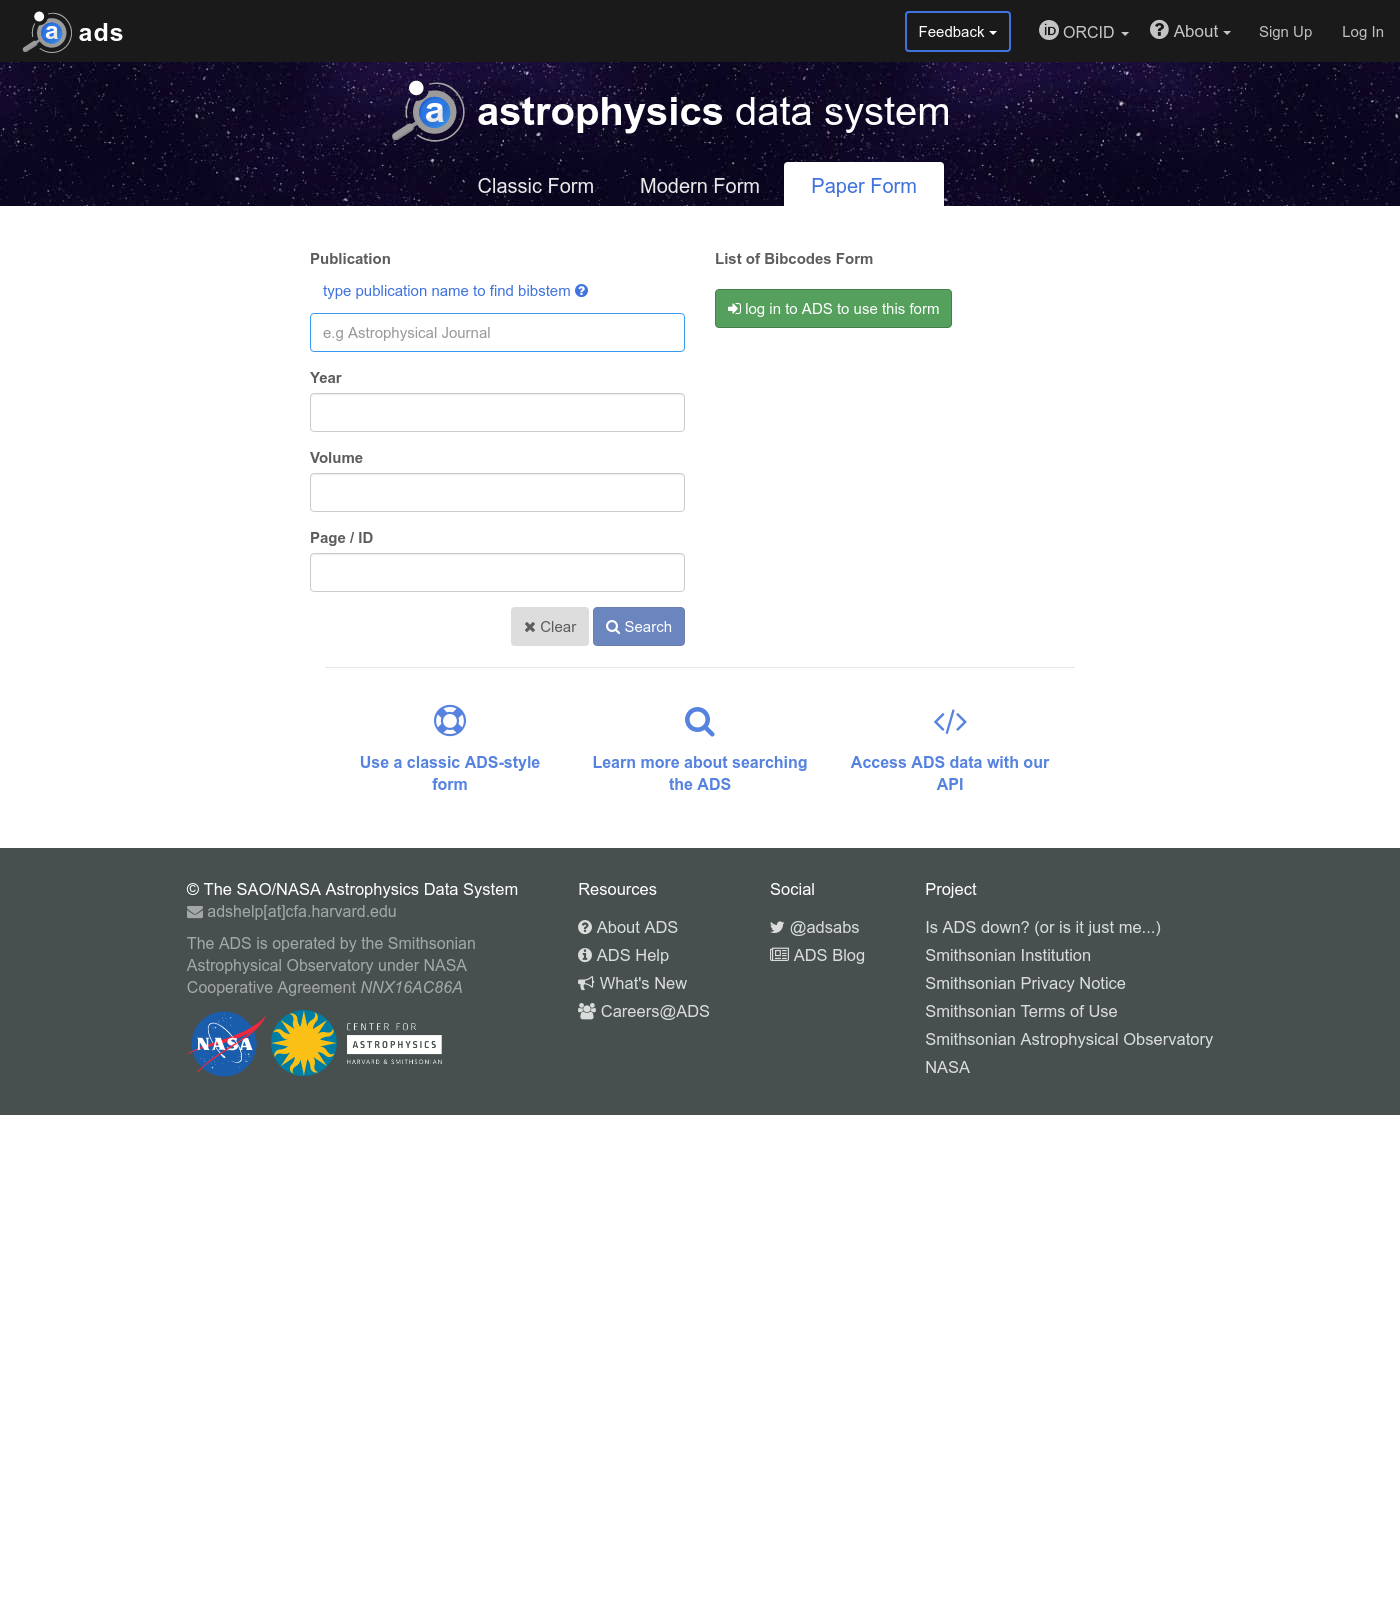 a ads
Feedback
iD ORCID
About
Sign Up
Log In
a astrophysics data system
Classic Form
Modern Form
Paper Form
Publication
type publication name to find bibstem
e.g Astrophysical Journal
Year
Volume
Page / ID
Clear
Search
List of Bibcodes Form
log in to ADS to use this form
Use a classic ADS-style
form
Learn more about searching
the ADS
Access ADS data with our
API
© The SAO/NASA Astrophysics Data System
adshelp[at]cfa.harvard.edu
The ADS is operated by the Smithsonian
Astrophysical Observatory under NASA
Cooperative Agreement NNX16AC86A
NASA
CENTER FOR
ASTROPHYSICS
HARVARD & SMITHSONIAN
Resources
About ADS
ADS Help
What's New
Careers@ADS
Social
@adsabs
ADS Blog
Project
Is ADS down? (or is it just me...)
Smithsonian Institution
Smithsonian Privacy Notice
Smithsonian Terms of Use
Smithsonian Astrophysical Observatory
NASA